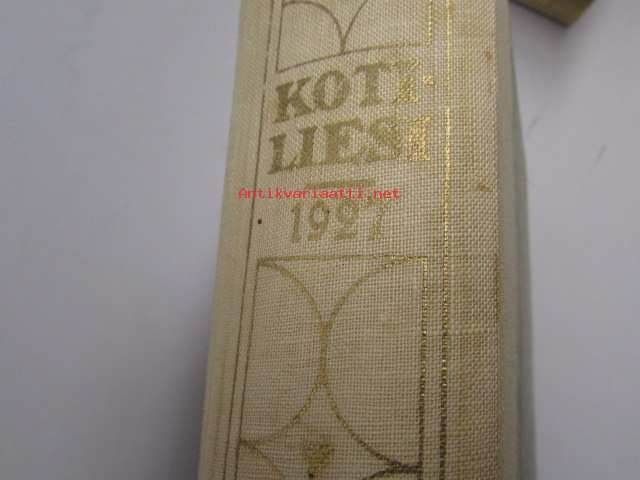 KOTI-
LIESI
Antikvariaatti.net
1927